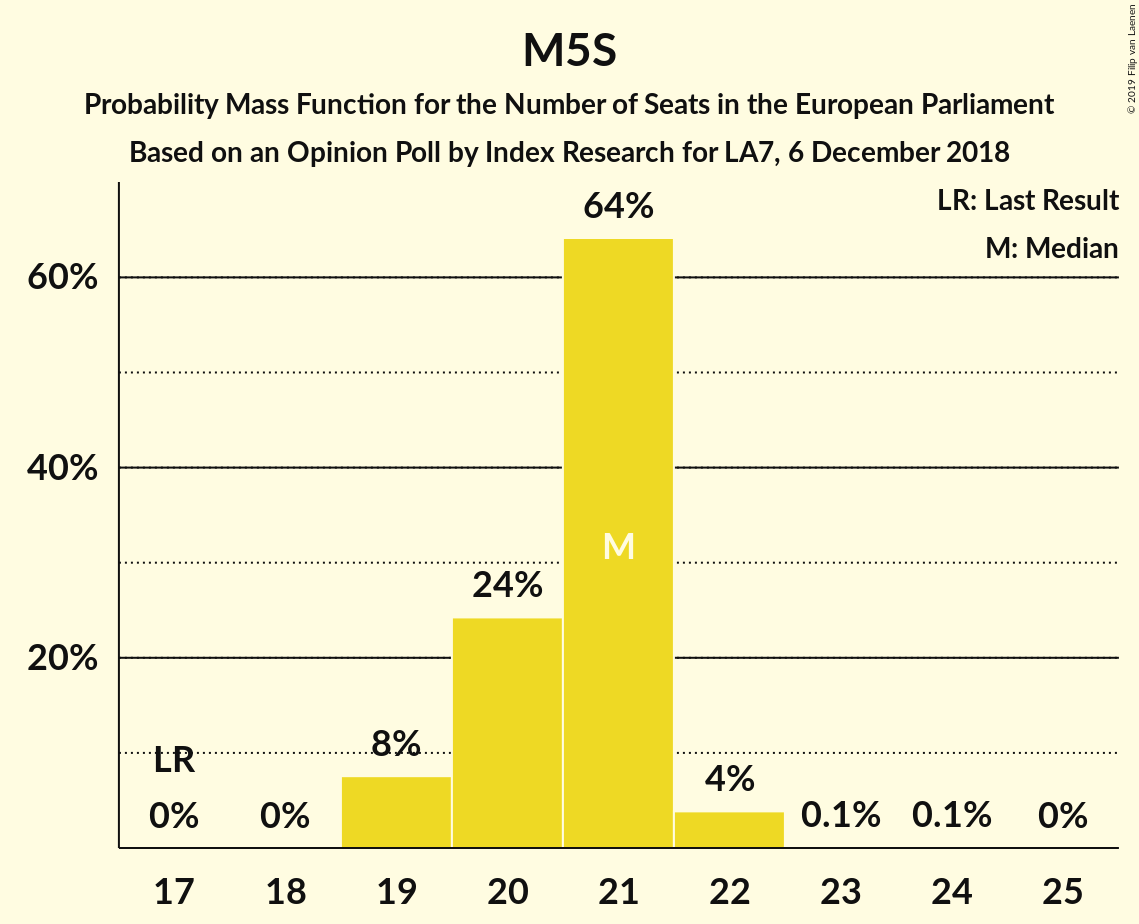 M5S
Probability Mass Function for the Number of Seats in the European Parliament
Based on an Opinion Poll by Index Research for LA7, 6 December 2018
© 2019 Filip van Laenen
LR: Last Result
M: Median
64%
60%
40%
M
24%
20%
8%
LR
4%
0%
0%
0.1%
0.1%
0%
17 18 19 20 21 22 23 24 25